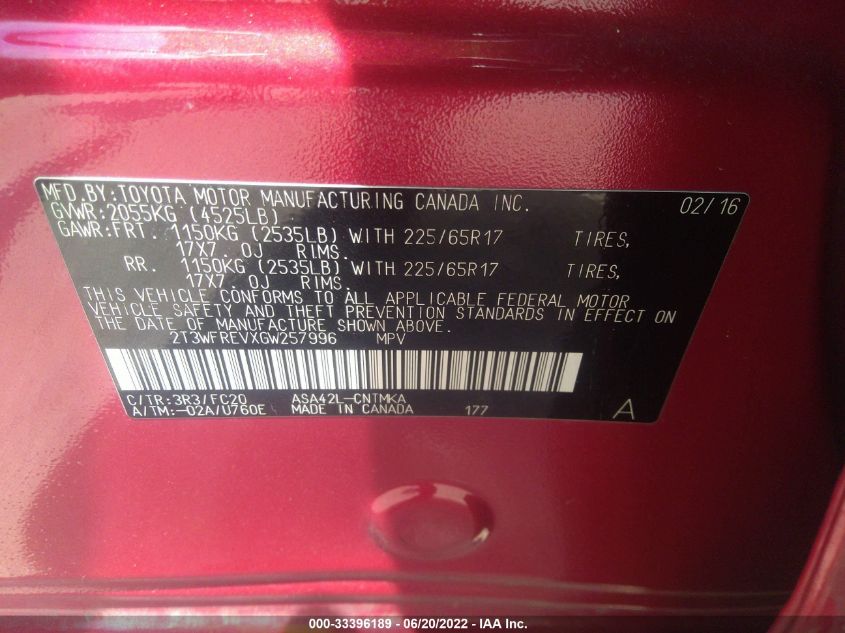 MFD.BY:TOYOTA MOTOR MANUFACTURING CANADA INC. 02/16
GVWR:2055KG (4525LB)
GAWR:FRT. 1150KG (2535LB) WITH 225/65R17 TIRES,
17X7.0J RIMS.
RR. 1150KG (2535LB) WITH 225/65R17 TIRES,
17X7.0J RIMS.
THIS VEHICLE CONFORMS TO ALL APPLICABLE FEDERAL MOTOR
VEHICLE SAFETY AND THEFT PREVENTION STANDARDS IN EFFECT ON
THE DATE OF MANUFACTURE SHOWN ABOVE.
2T3WFREVXGW257996 MPV
C/TR:3R3/FC20 ASA42L-CNTMKA
A/TM:-02A/U760E MADE IN CANADA 177 A
000-33396189 - 06/20/2022 - IAA Inc.